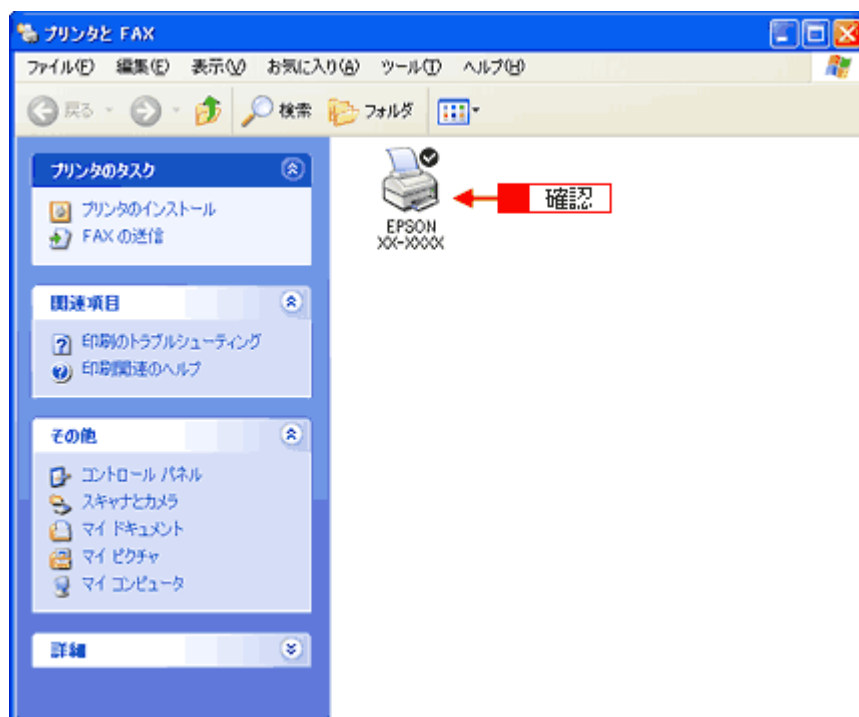 プリンタと FAX
ファイル(F) 編集(E) 表示(V) お気に入り(A) ツール(T) ヘルプ(H)
戻る 検索 フォルダ
プリンタのタスク
プリンタのインストール
FAX の送信
関連項目
印刷のトラブルシューティング
印刷関連のヘルプ
その他
コントロール パネル
スキャナとカメラ
マイ ドキュメント
マイ ピクチャ
マイ コンピュータ
詳細
EPSON
XX-XXXX
確認